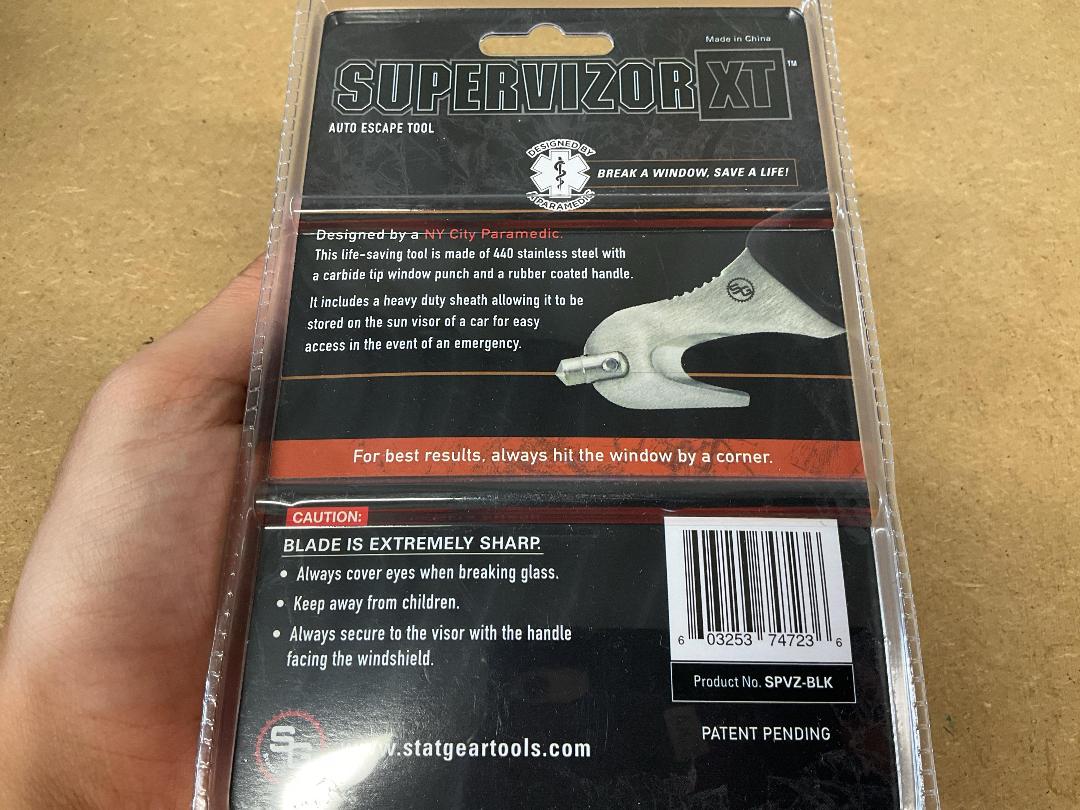 Made in China
SUPERVIZOR XT™
AUTO ESCAPE TOOL
DESIGNED BY
A PARAMEDIC
BREAK A WINDOW, SAVE A LIFE!
Designed by a NY City Paramedic.
This life-saving tool is made of 440 stainless steel with
a carbide tip window punch and a rubber coated handle.
It includes a heavy duty sheath allowing it to be
stored on the sun visor of a car for easy
access in the event of an emergency.
SG
For best results, always hit the window by a corner.
CAUTION:
BLADE IS EXTREMELY SHARP.
• Always cover eyes when breaking glass.
• Keep away from children.
• Always secure to the visor with the handle
facing the windshield.
6 03253 74723 6
Product No. SPVZ-BLK
PATENT PENDING
SG
www.statgeartools.com